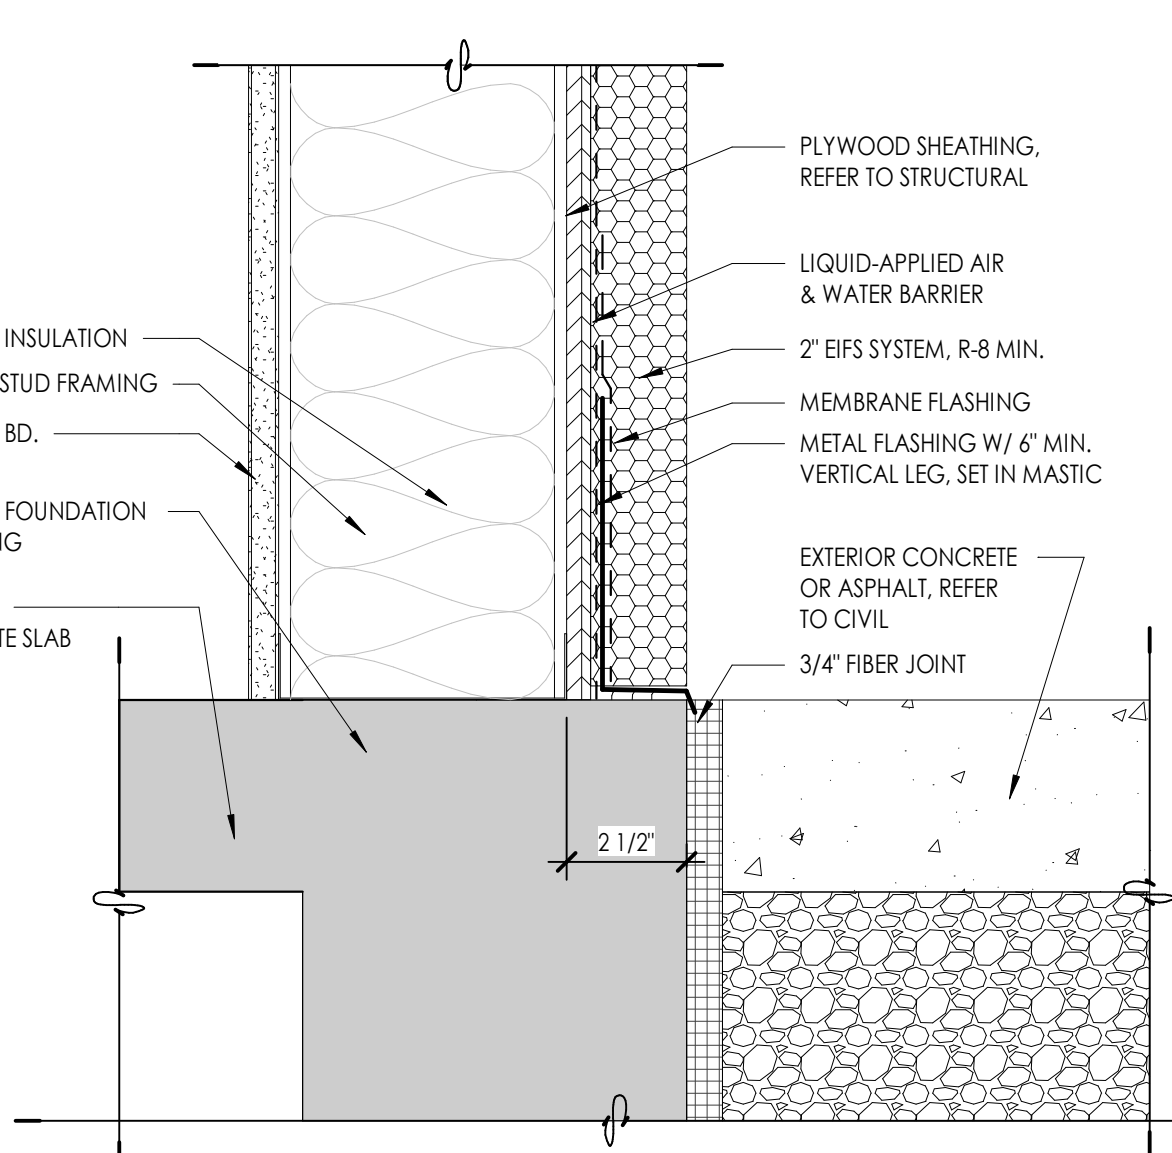 PLYWOOD SHEATHING,
REFER TO STRUCTURAL
LIQUID-APPLIED AIR
& WATER BARRIER
2" EIFS SYSTEM, R-8 MIN.
MEMBRANE FLASHING
METAL FLASHING W/ 6" MIN.
VERTICAL LEG, SET IN MASTIC
EXTERIOR CONCRETE
OR ASPHALT, REFER
TO CIVIL
3/4" FIBER JOINT
INSULATION
STUD FRAMING
BD.
FOUNDATION
SLAB
2 1/2"